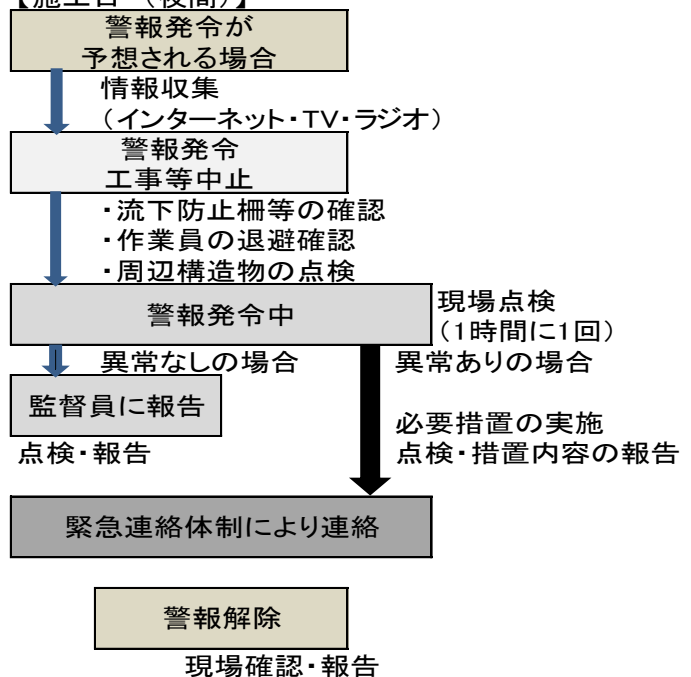 【施工日 （夜間）】
警報発令が
予想される場合
情報収集
（インターネット・TV・ラジオ）
警報発令
工事等中止
・流下防止柵等の確認
・作業員の退避確認
・周辺構造物の点検
警報発令中
現場点検
（1時間に1回）
異常なしの場合
異常ありの場合
監督員に報告
点検・報告
必要措置の実施
点検・措置内容の報告
緊急連絡体制により連絡
警報解除
現場確認・報告